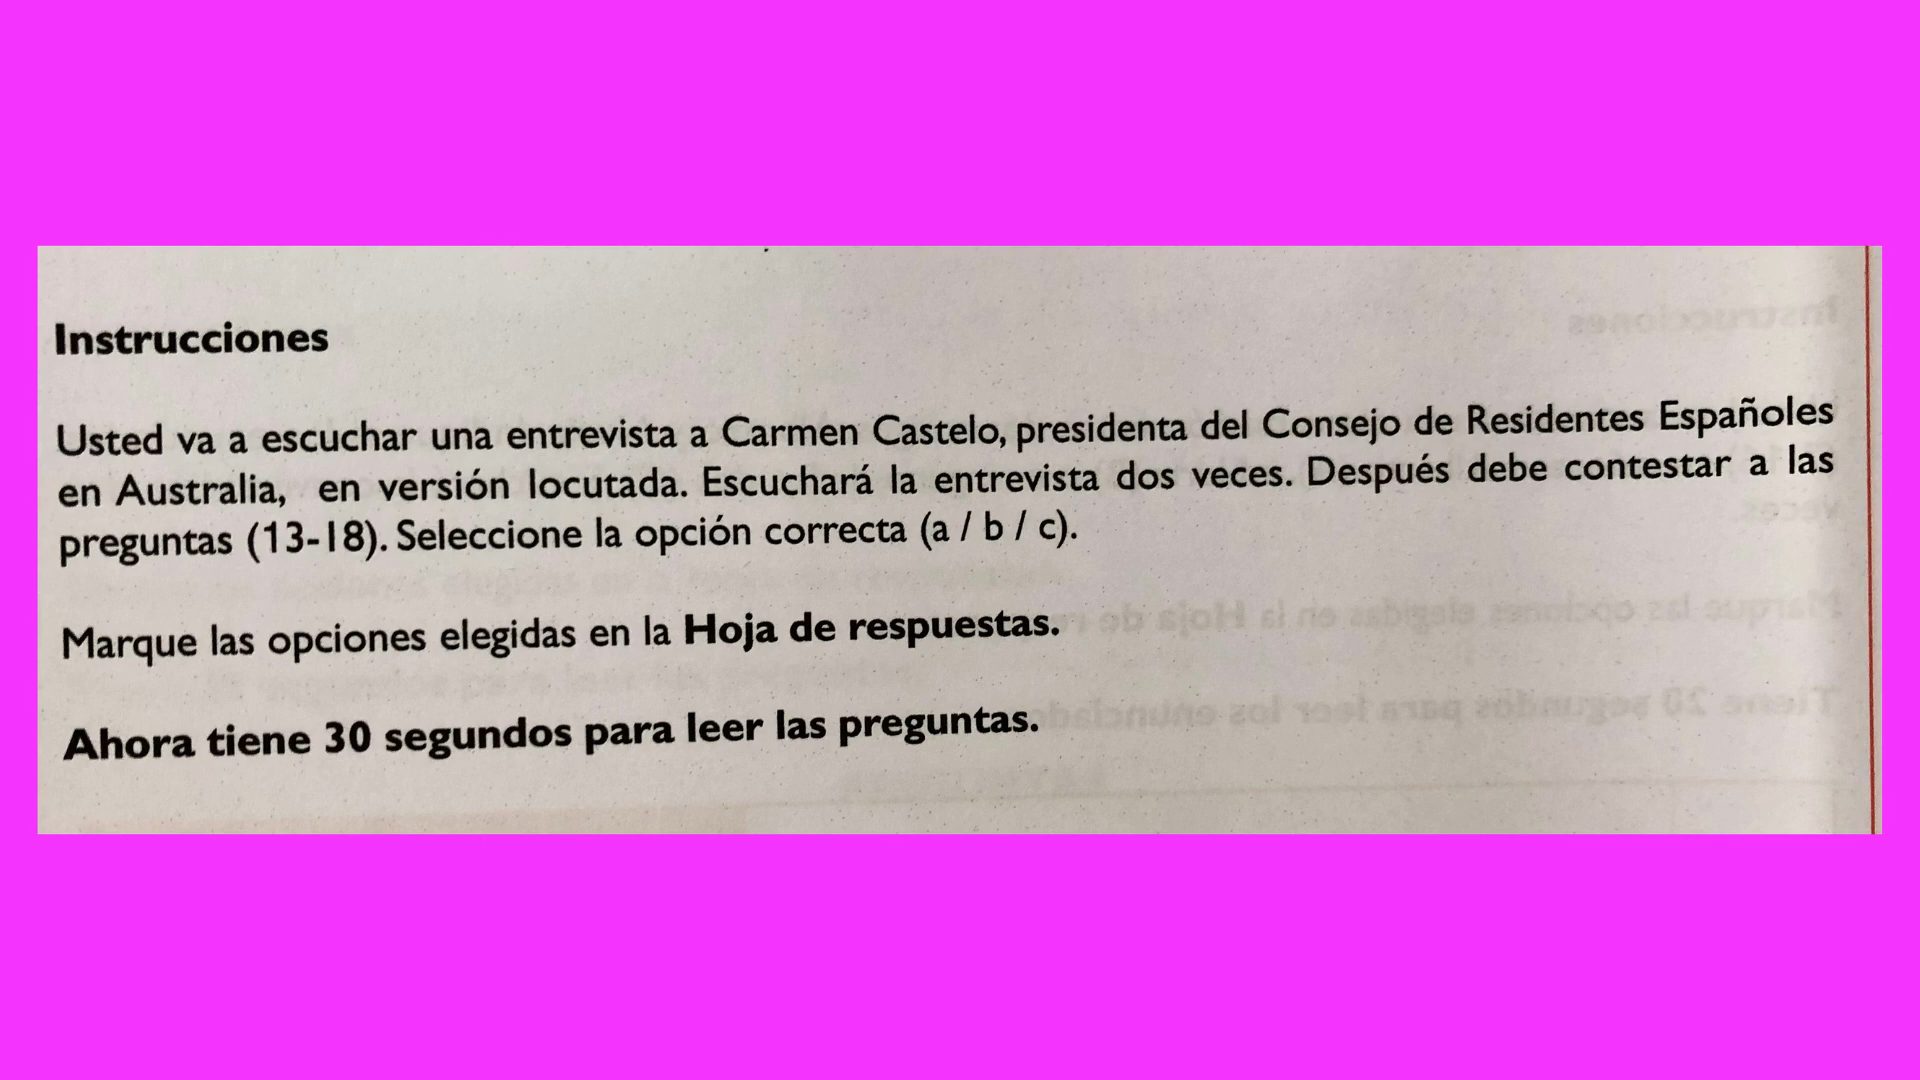 Instrucciones
Usted va a escuchar una entrevista a Carmen Castelo, presidenta del Consejo de Residentes Españoles
en Australia, en versión locutada. Escuchará la entrevista dos veces. Después debe contestar a las
preguntas (13-18). Seleccione la opción correcta (a / b / c).
Marque las opciones elegidas en la Hoja de respuestas.
Ahora tiene 30 segundos para leer las preguntas.